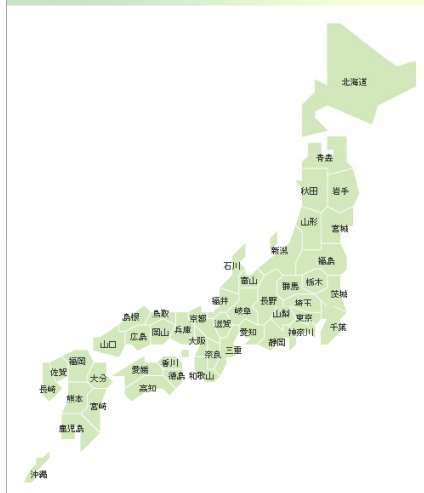 北海道
青森
秋田
岩手
山形
宮城
新潟
福島
石川
富山
群馬
栃木
福井
長野
茨城
岐阜
埼玉
島根
鳥取
京都
滋賀
山梨
東京
千葉
山口
広島
岡山
兵庫
大阪
愛知
神奈川
静岡
奈良
三重
福岡
佐賀
大分
愛媛
香川
徳島
和歌山
長崎
高知
熊本
宮崎
鹿児島
沖縄